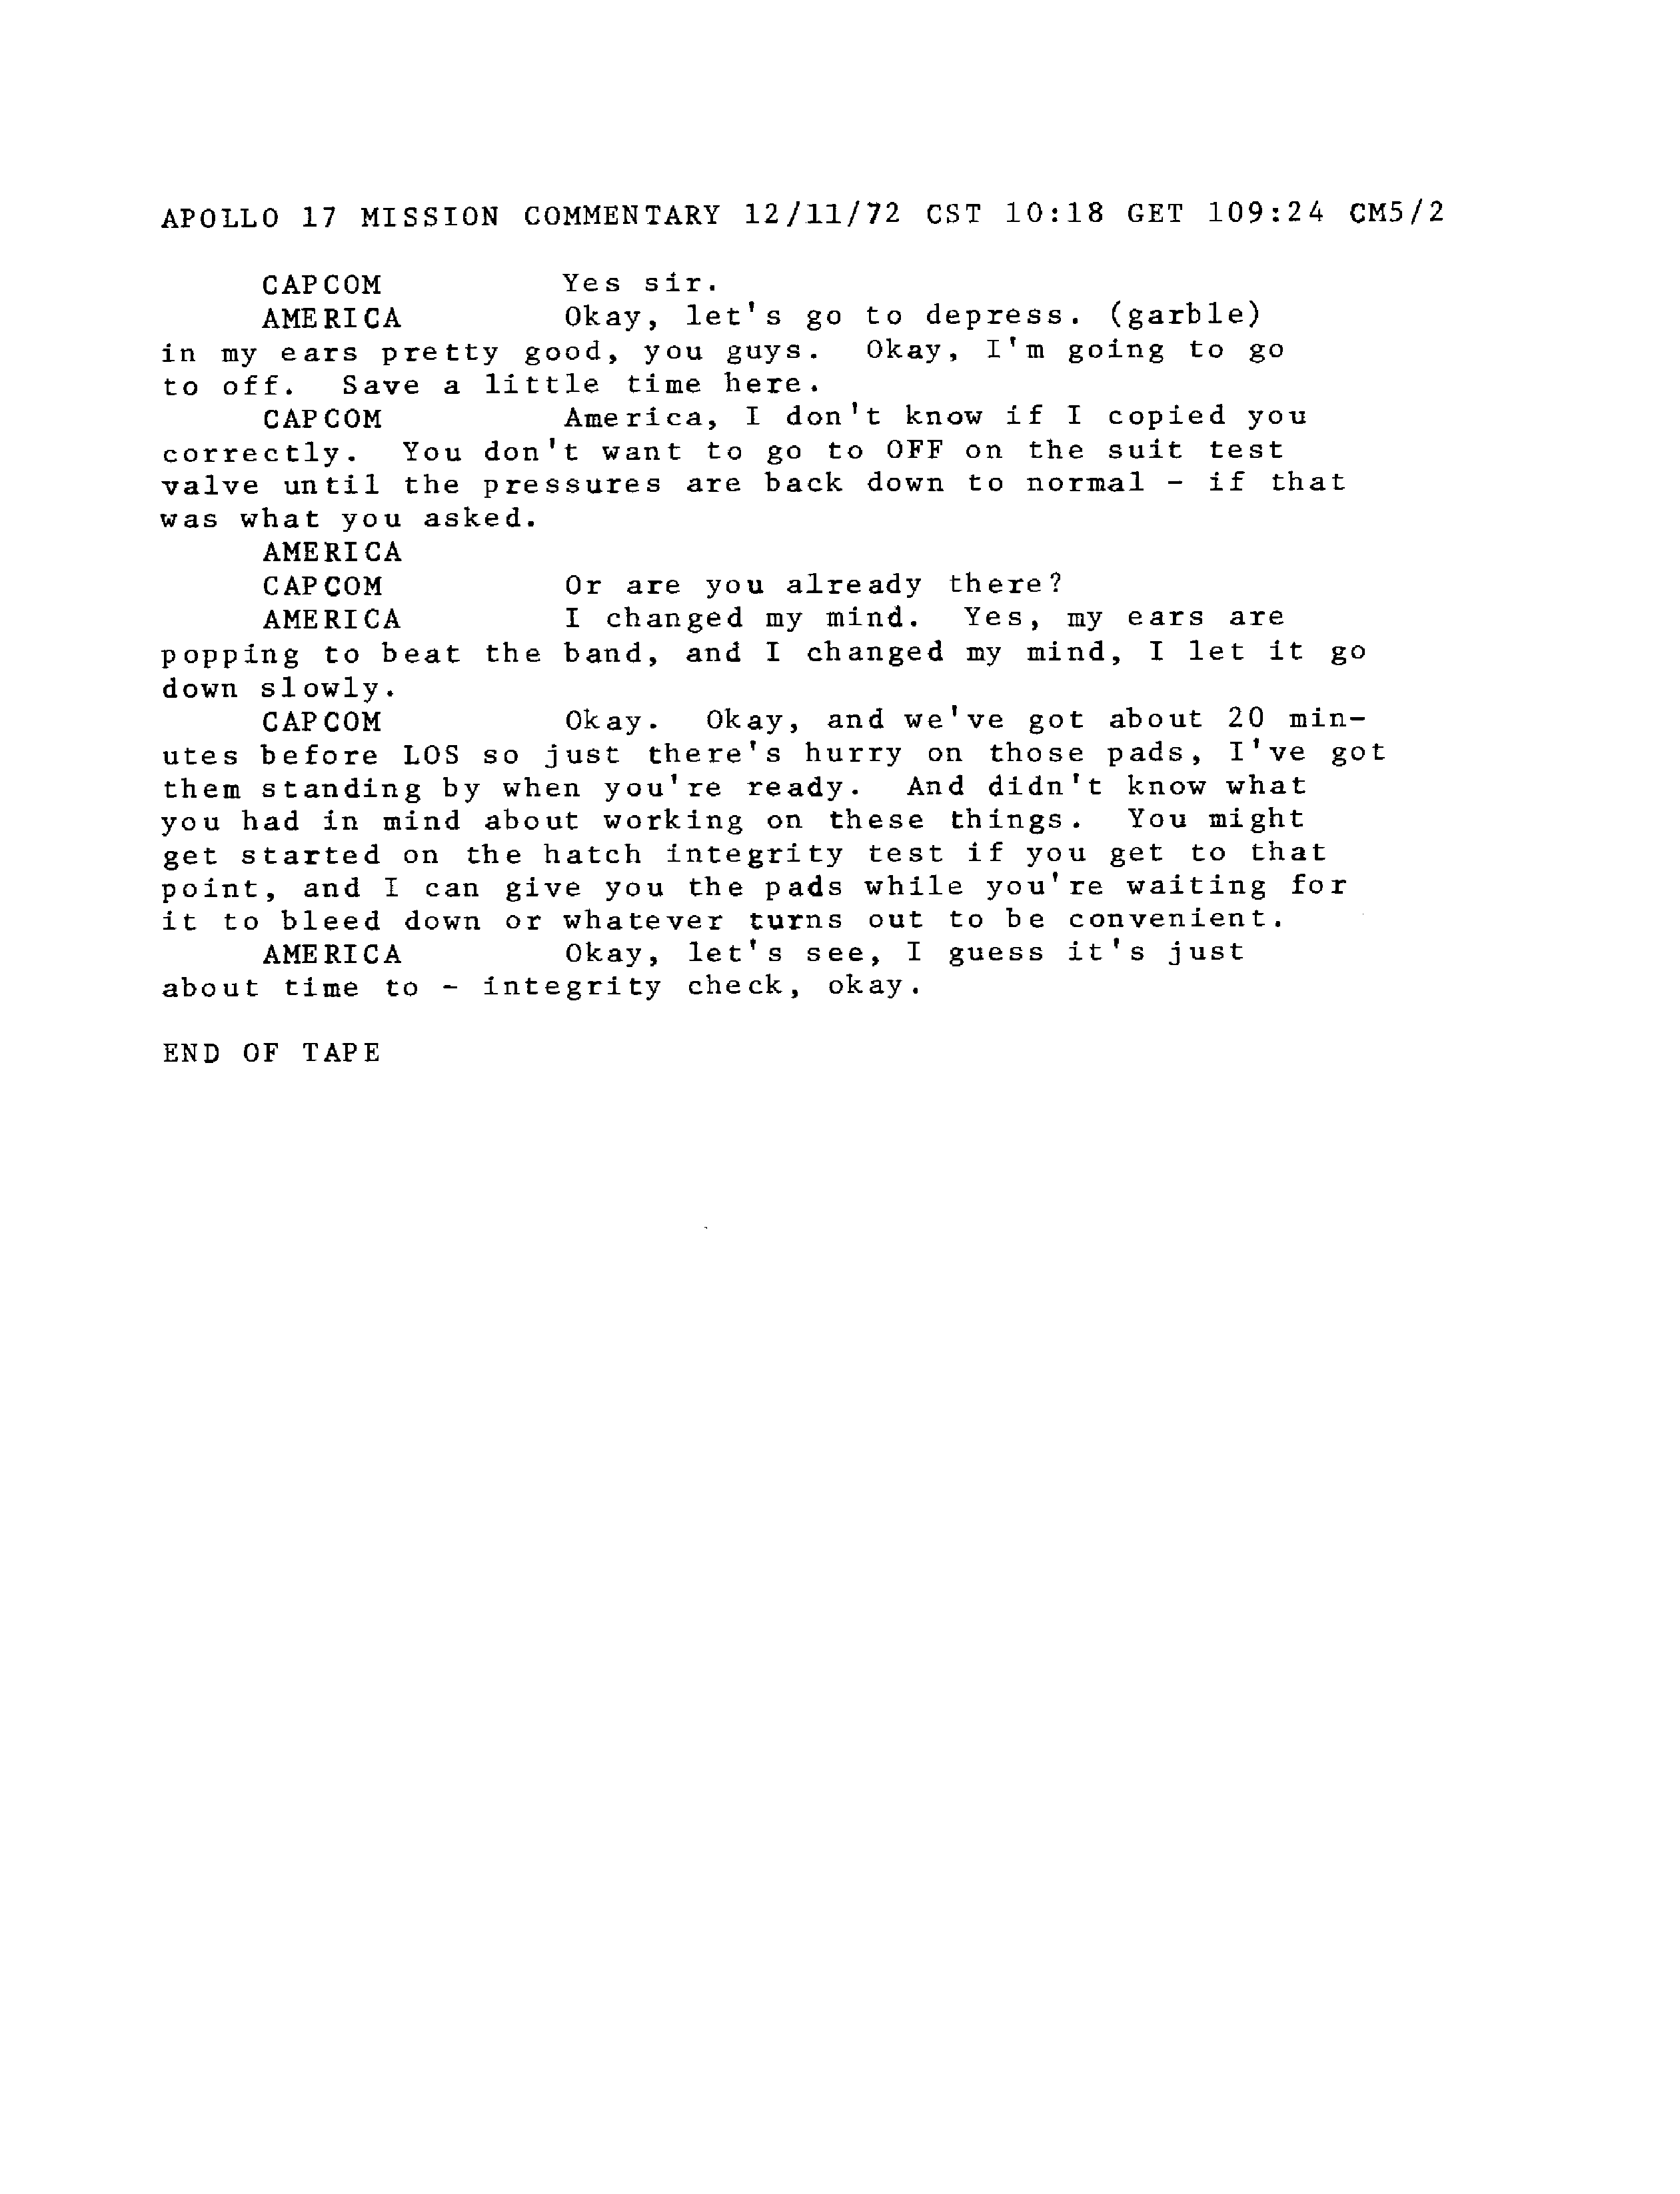 APOLLO 17 MISSION COMMENTARY 12/11/72 CST 10:18 GET 109:24 CM5/2
CAPCOM Yes sir.
AMERICA Okay, let's go to depress. (garble)
in my ears pretty good, you guys. Okay, I'm going to go
to off. Save a little time here.
CAPCOM America, I don't know if I copied you
correctly. You don't want to go to OFF on the suit test
valve until the pressures are back down to normal - if that
was what you asked.
AMERICA
CAPCOM Or are you already there?
AMERICA I changed my mind. Yes, my ears are
popping to beat the band, and I changed my mind, I let it go
down slowly.
CAPCOM Okay. Okay, and we've got about 20 min-
utes before LOS so just there's hurry on those pads, I've got
them standing by when you're ready. And didn't know what
you had in mind about working on these things. You might
get started on the hatch integrity test if you get to that
point, and I can give you the pads while you're waiting for
it to bleed down or whatever turns out to be convenient.
AMERICA Okay, let's see, I guess it's just
about time to - integrity check, okay.
END OF TAPE